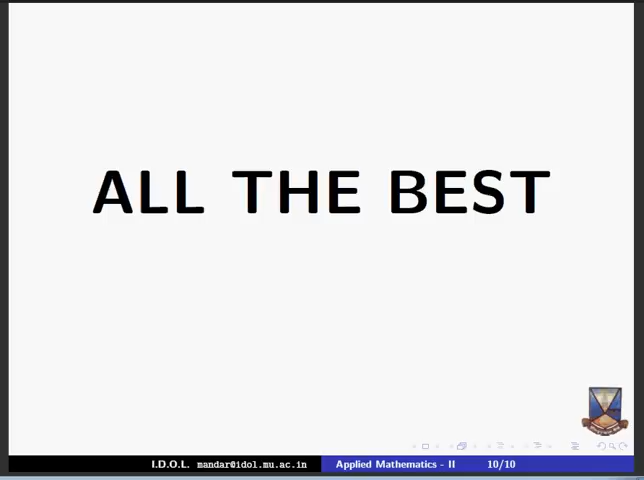 ALL THE BEST
I.D.O.L. mandar@idol.mu.ac.in Applied Mathematics - II 10/10